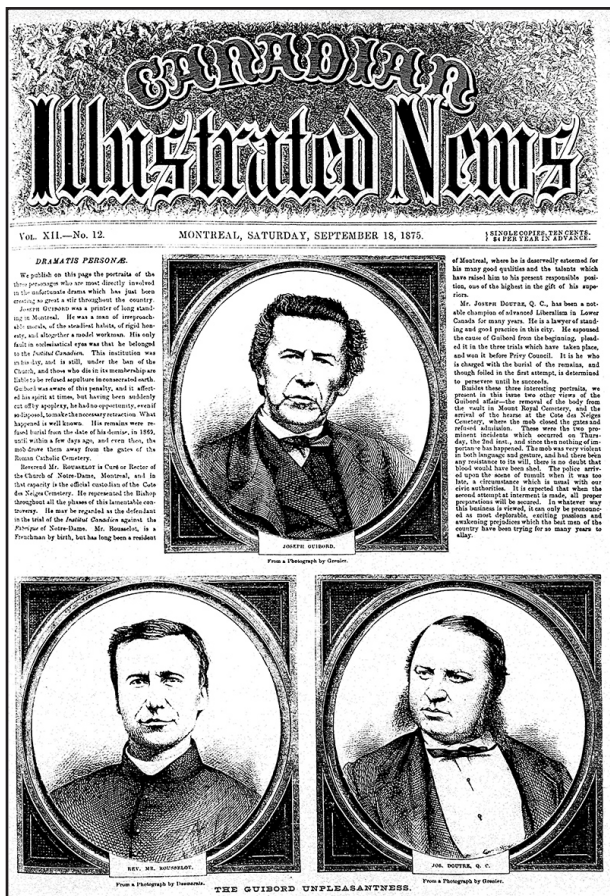 CANADIAN
Illustrated News
VOL. XII.—No. 12.
MONTREAL, SATURDAY, SEPTEMBER 18, 1875.
SINGLE COPIES, TEN CENTS.
$4 PER YEAR IN ADVANCE.
DRAMATIS PERSONÆ.
We publish on this page the portraits of the
three personages who are most directly involved
in the unfortunate drama which has just been
creating so great a stir throughout the country.
JOSEPH GUIBORD was a printer of long stand-
ing in Montreal. He was a man of irreproach-
able morals, of the steadiest habits, of rigid hon-
esty, and altogether a model workman. His only
fault in ecclesiastical eyes was that he belonged
to the Institut Canadien. This institution was
in his day, and is still, under the ban of the
Church, and those who die in its membership are
liable to be refused sepulture in consecrated earth.
Guibord was aware of this penalty, and it affect-
ed his spirit at times, but having been suddenly
cut off by apoplexy, he had no opportunity, even if
so disposed, to make the necessary retraction. What
happened is well known. His remains were re-
fused burial from the date of his demise, in 1869,
until within a few days ago, and even then, the
mob drove them away from the gates of the
Roman Catholic Cemetery.
Reverend Mr. ROUSSELOT is Curé or Rector of
the Church of Notre-Dame, Montreal, and in
that capacity is the official custodian of the Cote
des Neiges Cemetery. He represented the Bishop
throughout all the phases of this lamentable con-
troversy. He may be regarded as the defendant
in the trial of the Institut Canadien against the
Fabrique of Notre-Dame. Mr. Rousselot, is a
Frenchman by birth, but has long been a resident
of Montreal, where he is deservedly esteemed for
his many good qualities and the talents which
have raised him to his present responsible posi-
tion, one of the highest in the gift of his supe-
riors.
Mr. JOSEPH DOUTRE, Q. C., has been a not-
able champion of advanced Liberalism in Lower
Canada for many years. He is a lawyer of stand-
ing and good practice in this city. He espoused
the cause of Guibord from the beginning, plead-
ed it in the three trials which have taken place,
and won it before Privy Council. It is he who
is charged with the burial of the remains, and
though foiled in the first attempt, is determined
to persevere until he succeeds.
Besides these three interesting portraits, we
present in this issue two other views of the
Guibord affair—the removal of the body from
the vault in Mount Royal Cemetery, and the
arrival of the hearse at the Cote des Neiges
Cemetery, where the mob closed the gates and
refused admission. These were the two pro-
minent incidents which occurred on Thurs-
day, the 2nd inst., and since then nothing of im-
portance has happened. The mob was very violent
in both language and gesture, and had there been
any resistance to its will, there is no doubt that
blood would have been shed. The police arriv-
ed upon the scene of tumult when it was too
late, a circumstance which is usual with our
civic authorities. It is expected that when the
second attempt at interment is made, all proper
preparations will be secured. In whatever way
this business is viewed, it can only be pronounc-
ed as most deplorable, exciting passions and
awakening prejudices which the best men of the
country have been trying for so many years to
allay.
JOSEPH GUIBORD.
From a Photograph by Grenier.
REV. MR. ROUSSELOT.
From a Photograph by Desmarais.
JOS. DOUTRE, Q. C.
From a Photograph by Grenier.
THE GUIBORD UNPLEASANTNESS.